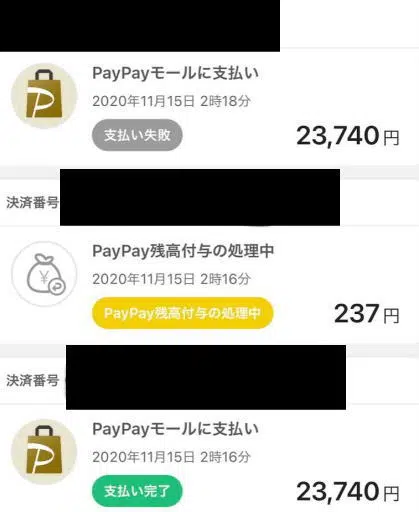 PayPayモールに支払い
2020年11月15日 2時18分
支払い失敗
23,740円
決済番号
PayPay残高付与の処理中
2020年11月15日 2時16分
PayPay残高付与の処理中
237円
決済番号
PayPayモールに支払い
2020年11月15日 2時16分
支払い完了
23,740円